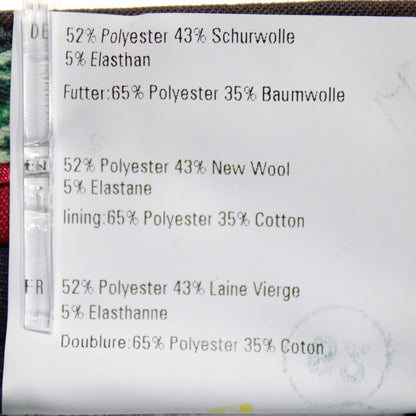 DE 52% Polyester 43% Schurwolle
5% Elasthan
Futter:65% Polyester 35% Baumwolle
EN 52% Polyester 43% New Wool
5% Elastane
lining:65% Polyester 35% Cotton
FR 52% Polyester 43% Laine Vierge
5% Elasthanne
Doublure:65% Polyester 35% Coton